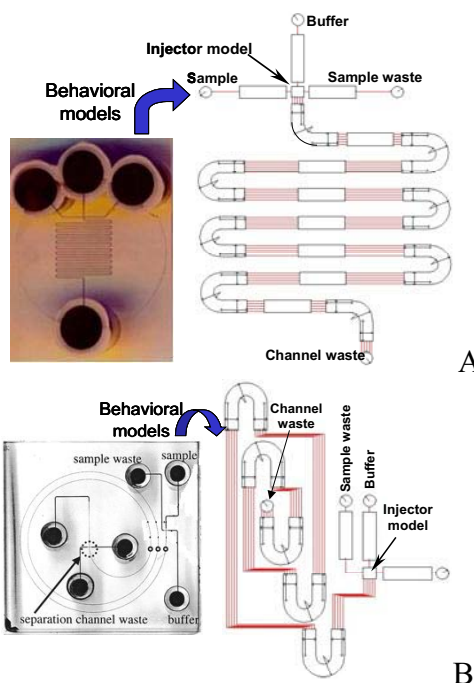 Buffer
Injector model
Sample
Sample waste
Behavioral
models
Channel waste
A
Behavioral
models
Channel
waste
Sample waste
Buffer
Injector
model
sample waste
sample
separation channel waste
buffer
B